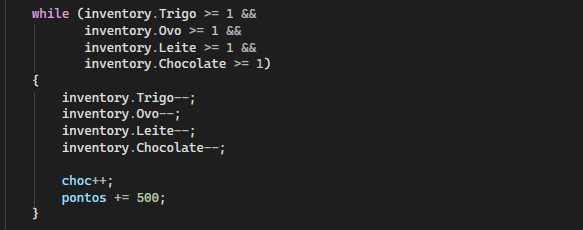 while (inventory.Trigo >= 1 &&
inventory.Ovo >= 1 &&
inventory.Leite >= 1 &&
inventory.Chocolate >= 1)
{
inventory.Trigo--;
inventory.Ovo--;
inventory.Leite--;
inventory.Chocolate--;
choc++;
pontos += 500;
}